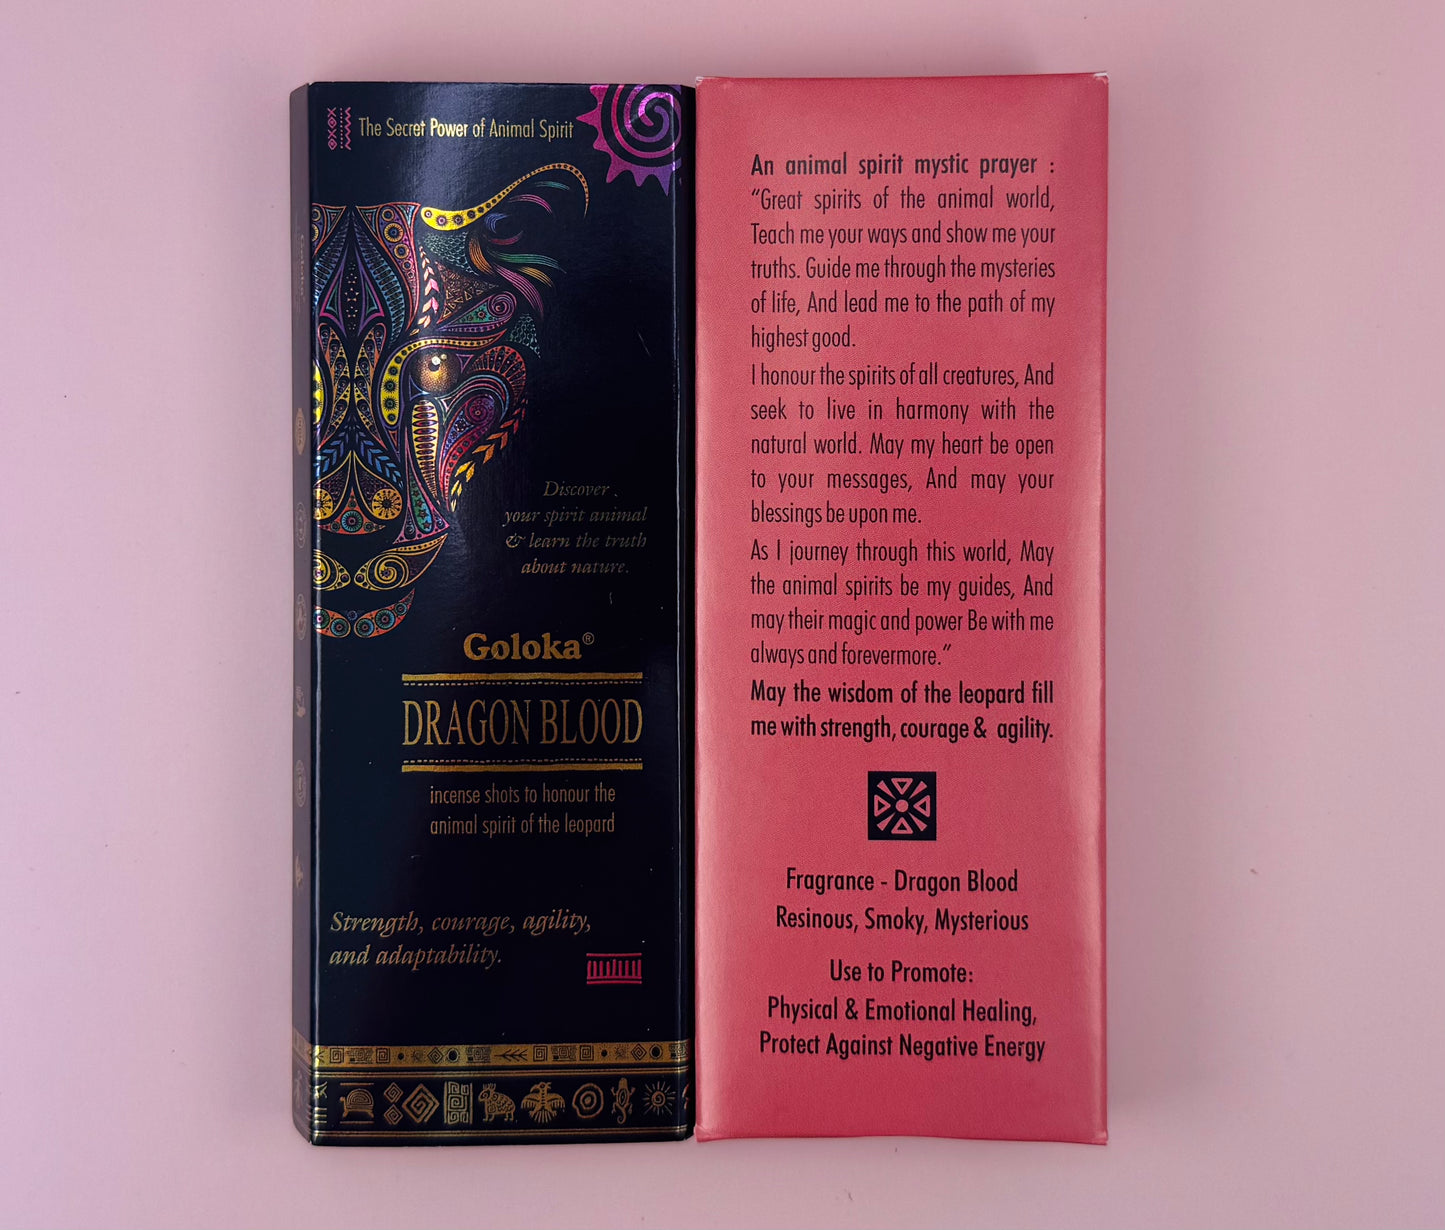 The Secret Power of Animal Spirit
Discover
your spirit animal
& learn the truth
about nature.
Goloka®
DRAGON BLOOD
incense shots to honour the
animal spirit of the leopard
Strength, courage, agility,
and adaptability.
An animal spirit mystic prayer :
“Great spirits of the animal world,
Teach me your ways and show me your
truths. Guide me through the mysteries
of life, And lead me to the path of my
highest good.
I honour the spirits of all creatures, And
seek to live in harmony with the
natural world. May my heart be open
to your messages, And may your
blessings be upon me.
As I journey through this world, May
the animal spirits be my guides, And
may their magic and power Be with me
always and forevermore.”
May the wisdom of the leopard fill
me with strength, courage & agility.
Fragrance - Dragon Blood
Resinous, Smoky, Mysterious
Use to Promote:
Physical & Emotional Healing,
Protect Against Negative Energy